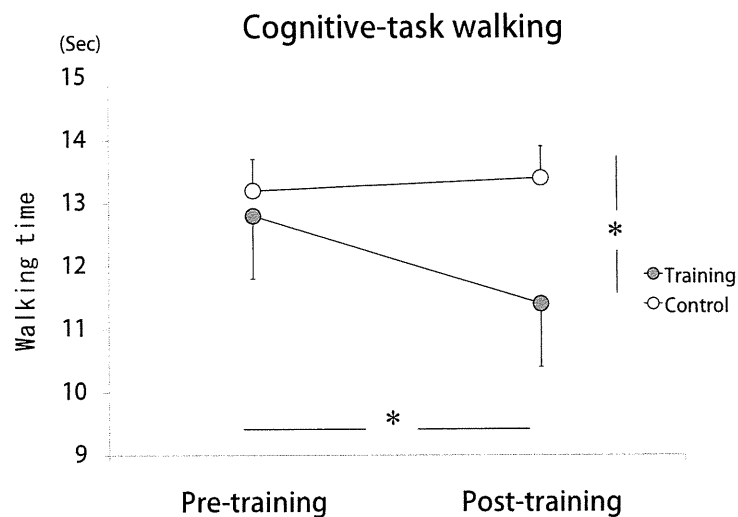 Cognitive-task walking
(Sec)
15
14
13
12
11
10
9
Walking time
*
Training
Control
*
Pre-training Post-training